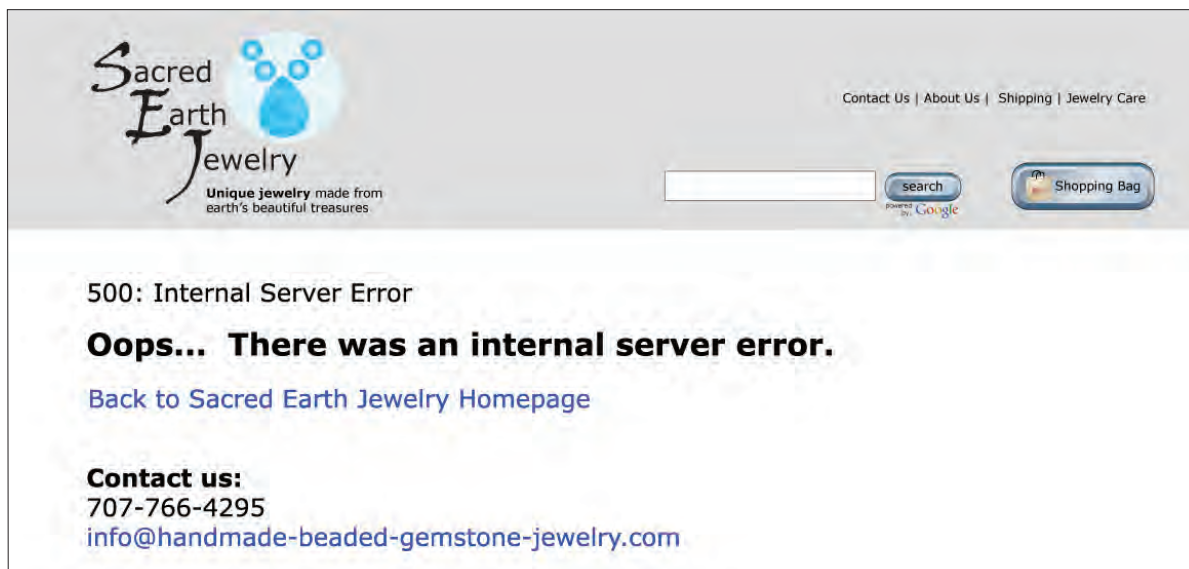 Sacred
Earth
Jewelry
Unique jewelry made from
earth's beautiful treasures
Contact Us | About Us | Shipping | Jewelry Care
search
powered
by: Google
Shopping Bag
500: Internal Server Error
Oops... There was an internal server error.
Back to Sacred Earth Jewelry Homepage
Contact us:
707-766-4295
info@handmade-beaded-gemstone-jewelry.com